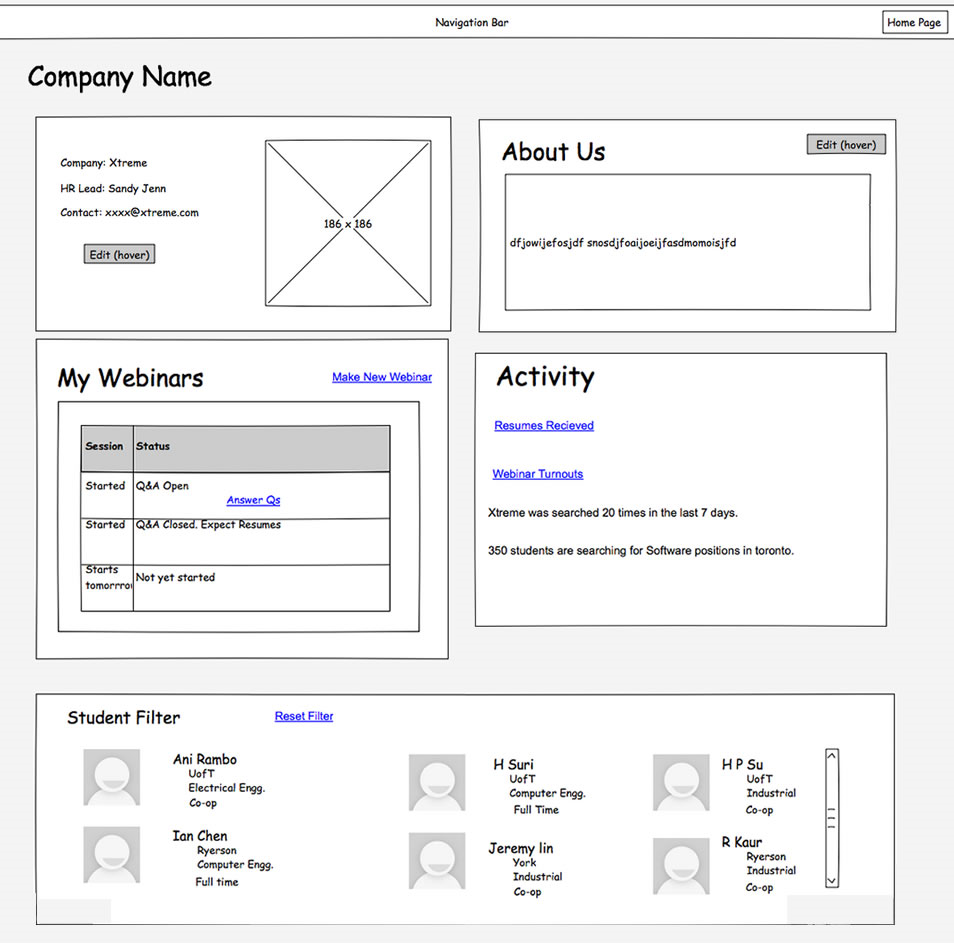 Navigation Bar
Home Page
Company Name
Company: Xtreme
HR Lead: Sandy Jenn
Contact: xxxx@xtreme.com
Edit (hover)
186 x 186
About Us
Edit (hover)
dfjowijefosjdf snosdjfoaijoeijfasdmomoisjfd
My Webinars
Make New Webinar
Session Status
Started Q&A Open
Answer Qs
Started Q&A Closed. Expect Resumes
Starts
tomorrrow
Not yet started
Activity
Resumes Recieved
Webinar Turnouts
Xtreme was searched 20 times in the last 7 days.
350 students are searching for Software positions in toronto.
Student Filter
Reset Filter
Ani Rambo
UofT
Electrical Engg.
Co-op
H Suri
UofT
Computer Engg.
Full Time
H P Su
UofT
Industrial
Co-op
Ian Chen
Ryerson
Computer Engg.
Full time
Jeremy lin
York
Industrial
Co-op
R Kaur
Ryerson
Industrial
Co-op